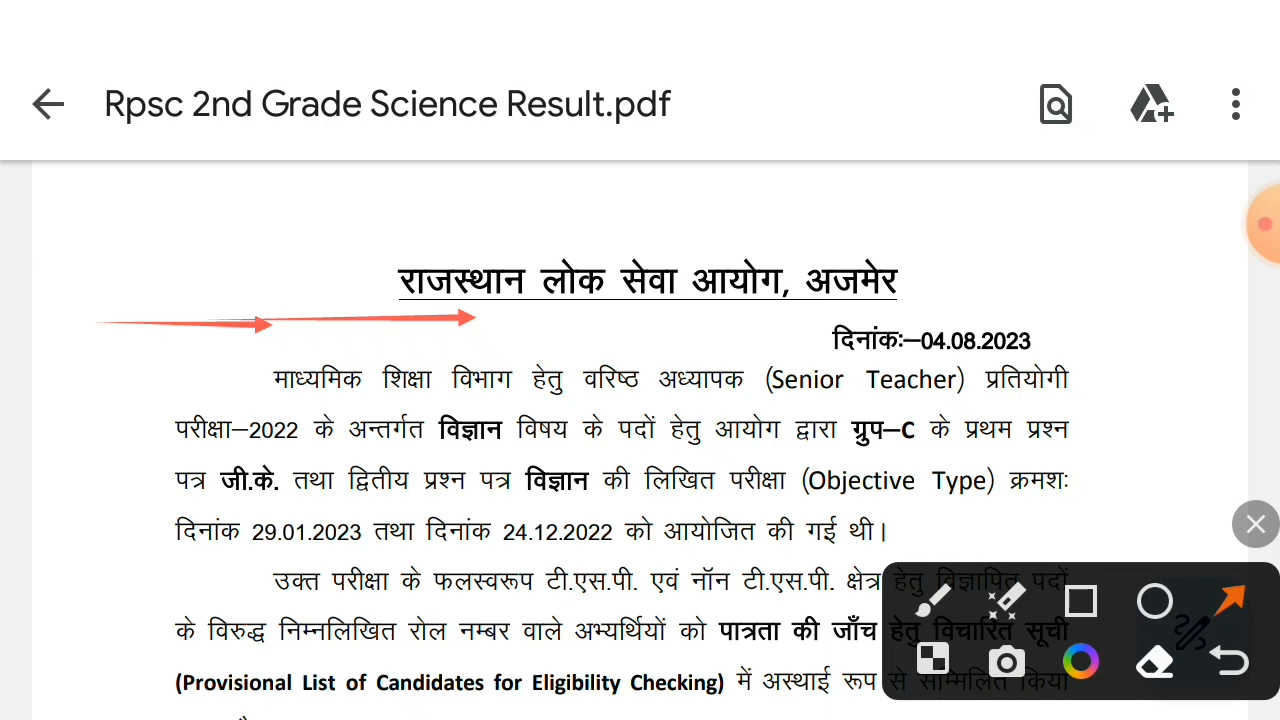 Rpsc 2nd Grade Science Result.pdf
राजस्थान लोक सेवा आयोग, अजमेर
दिनांकः–04.08.2023
माध्यमिक शिक्षा विभाग हेतु वरिष्ठ अध्यापक (Senior Teacher) प्रतियोगी
परीक्षा–2022 के अन्तर्गत विज्ञान विषय के पदों हेतु आयोग द्वारा ग्रुप–C के प्रथम प्रश्न
पत्र जी.के. तथा द्वितीय प्रश्न पत्र विज्ञान की लिखित परीक्षा (Objective Type) क्रमशः
दिनांक 29.01.2023 तथा दिनांक 24.12.2022 को आयोजित की गई थी।
उक्त परीक्षा के फलस्वरूप टी.एस.पी. एवं नॉन टी.एस.पी. क्षेत्र हेतु विज्ञापित पदों
के विरुद्ध निम्नलिखित रोल नम्बर वाले अभ्यर्थियों को पात्रता की जाँच हेतु विचारित सूची
(Provisional List of Candidates for Eligibility Checking) में अस्थाई रूप से सम्मिलित किया